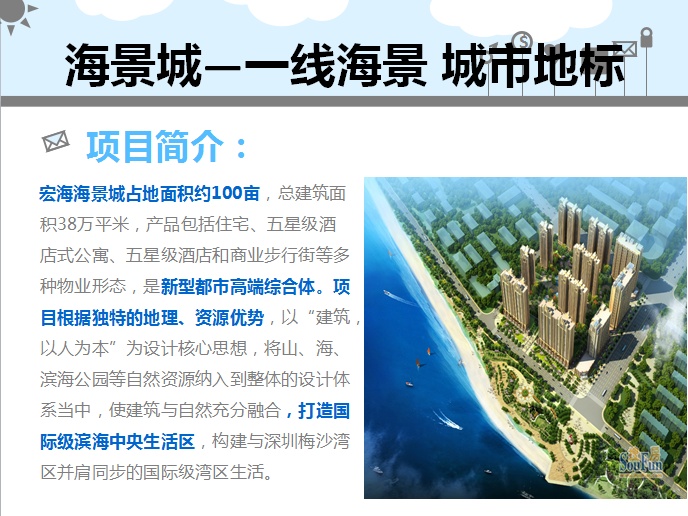 海景城—一线海景 城市地标
项目简介：
宏海海景城占地面积约100亩，总建筑面
积38万平米，产品包括住宅、五星级酒
店式公寓、五星级酒店和商业步行街等多
种物业形态，是新型都市高端综合体。项
目根据独特的地理、资源优势，以“建筑，
以人为本”为设计核心思想，将山、海、
滨海公园等自然资源纳入到整体的设计体
系当中，使建筑与自然充分融合，打造国
际级滨海中央生活区，构建与深圳梅沙湾
区并肩同步的国际级湾区生活。
SouFun